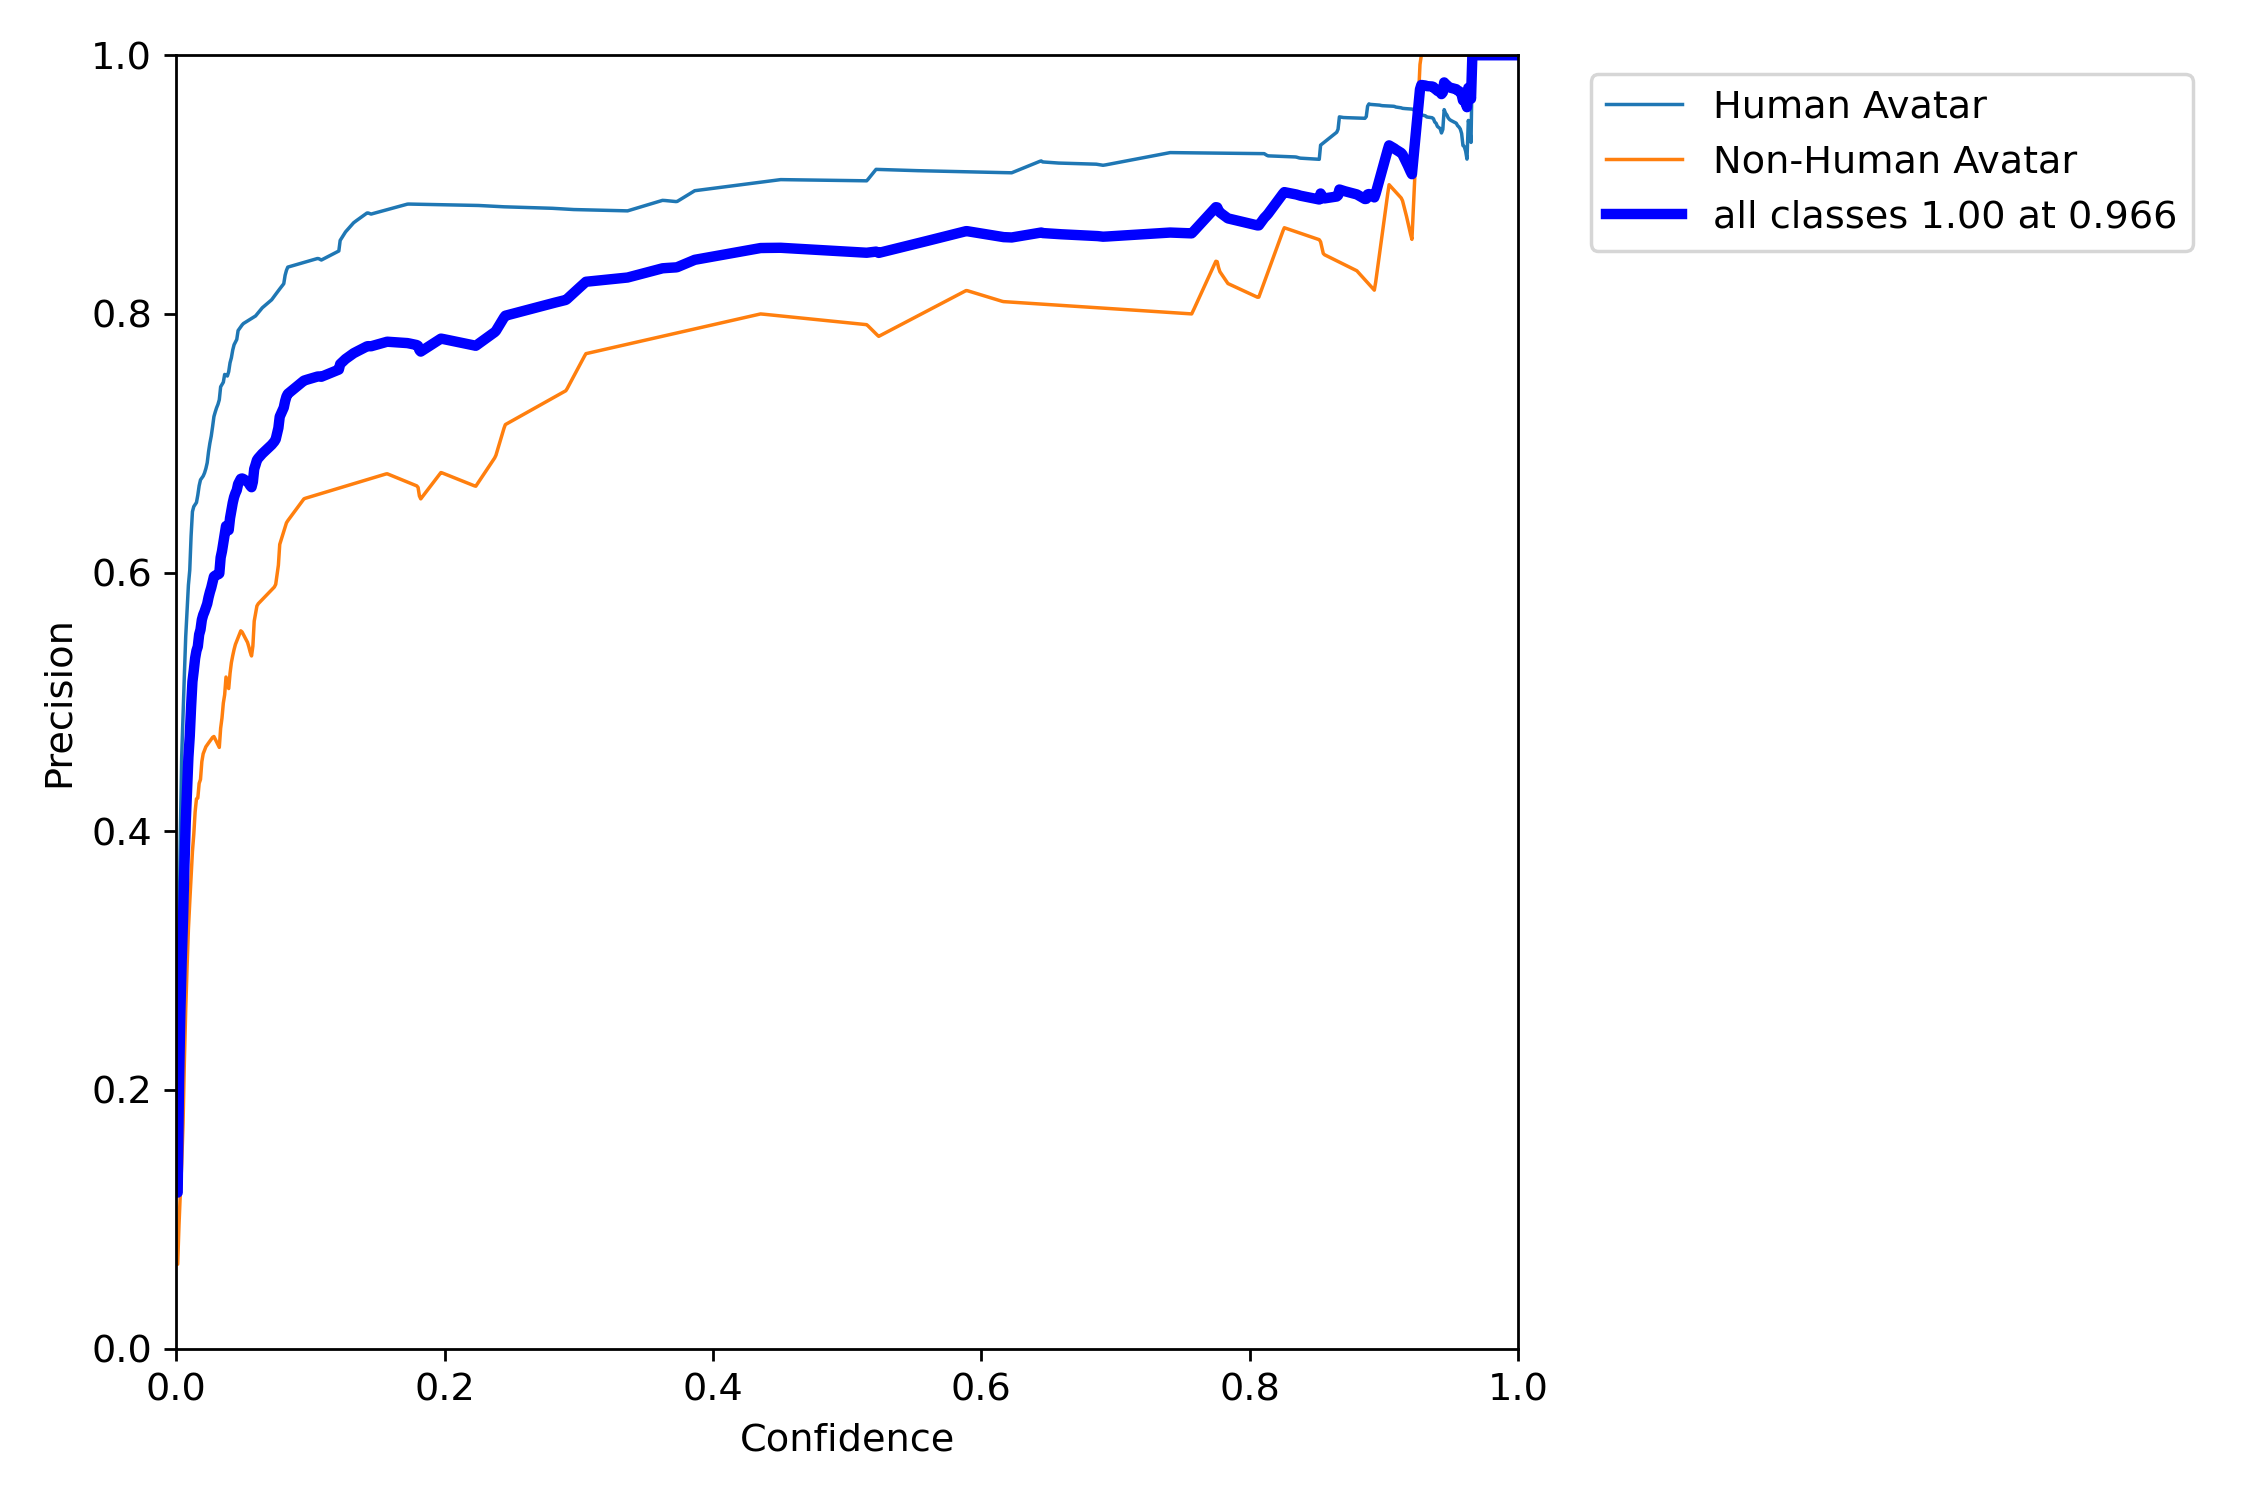 1.0
0.8
0.6
0.4
0.2
0.0
Precision
0.0 0.2 0.4 0.6 0.8 1.0
Confidence
Human Avatar
Non-Human Avatar
all classes 1.00 at 0.966